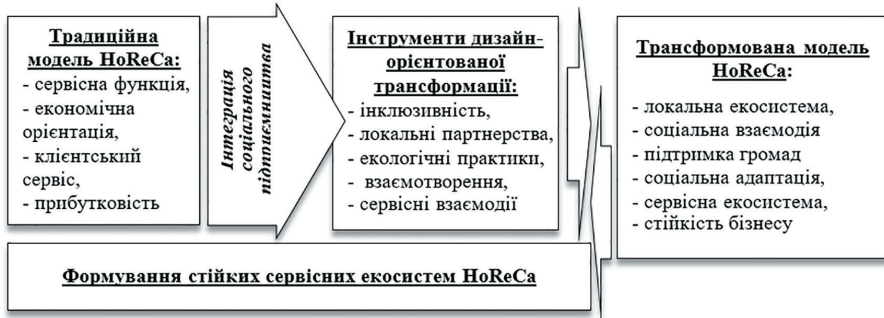 Традиційна
модель HoReCa:
- сервісна функція,
- економічна
орієнтація,
- клієнтський
сервіс,
- прибутковість
Інтеграція
соціального
підприємництва
Інструменти дизайн-
орієнтованої
трансформації:
- інклюзивність,
- локальні партнерства,
- екологічні практики,
- взаємотворення,
- сервісні взаємодії
Трансформована модель
HoReCa:
- локальна екосистема,
- соціальна взаємодія
- підтримка громад
- соціальна адаптація,
- сервісна екосистема,
- стійкість бізнесу
Формування стійких сервісних екосистем HoReCa